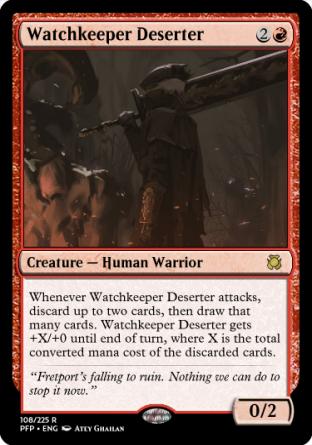 Watchkeeper Deserter 2
Creature — Human Warrior
Whenever Watchkeeper Deserter attacks,
discard up to two cards, then draw that
many cards. Watchkeeper Deserter gets
+X/+0 until end of turn, where X is the total
converted mana cost of the discarded cards.
“Fretport’s falling to ruin. Nothing we can do to
stop it now.”
0/2
108/225 R
PFP • ENG Atey Ghailan